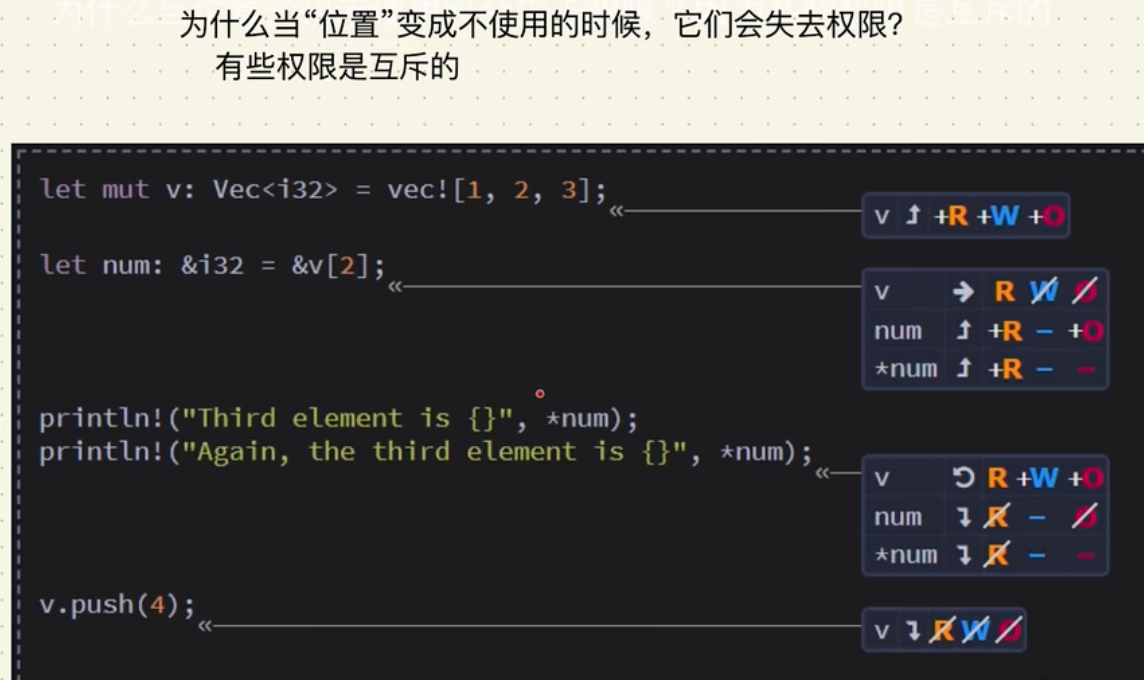 为什么当“位置”变成不使用的时候，它们会失去权限？
有些权限是互斥的
let mut v: Vec<i32> = vec![1, 2, 3];
«
v ↥ +R +W +O
let num: &i32 = &v[2];
«
v → R W O
num ↥ +R - +O
*num ↥ +R - -
println!("Third element is {}", *num);
println!("Again, the third element is {}", *num);
«
v ↺ R +W +O
num ↧ R - O
*num ↧ R - -
v.push(4);
«
v ↧ R W O